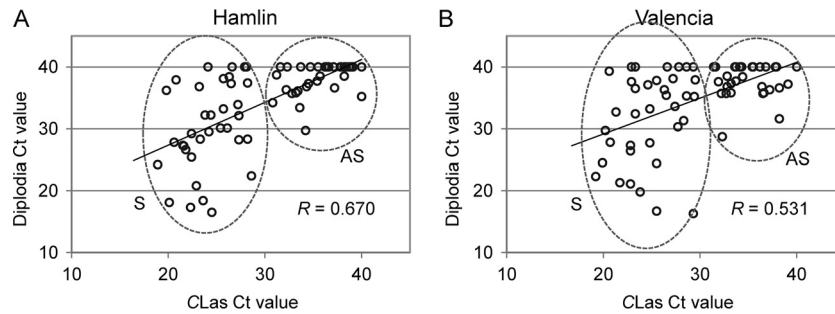 A
Hamlin
Diplodia Ct value
40
30
20
10
S
AS
R = 0.670
10 20 30 40
CLas Ct value
B
Valencia
Diplodia Ct value
40
30
20
10
S
AS
R = 0.531
10 20 30 40
CLas Ct value